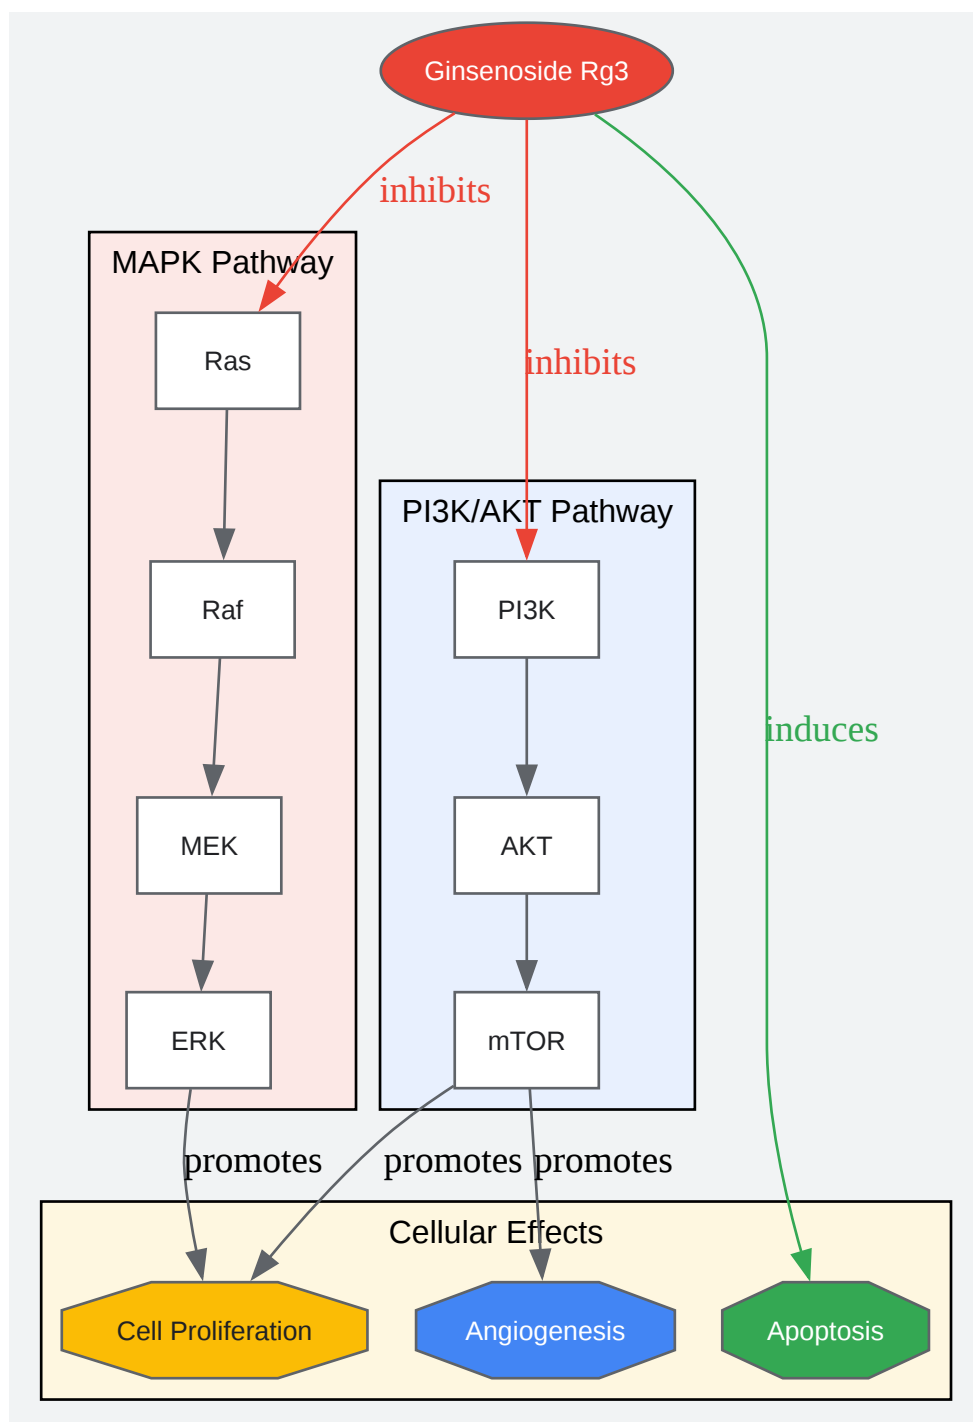 Ginsenoside Rg3
inhibits
MAPK Pathway
Ras
inhibits
PI3K/AKT Pathway
Raf
PI3K
induces
MEK
AKT
ERK
mTOR
promotes
promotes
promotes
Cellular Effects
Cell Proliferation
Angiogenesis
Apoptosis